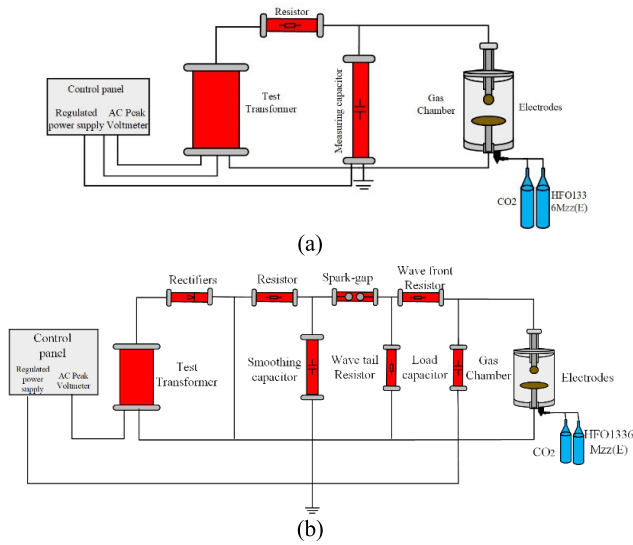 Resistor
Control panel
Regulated
power supply
AC Peak
Voltmeter
Test
Transformer
Measuring capacitor
Gas
Chamber
Electrodes
CO2
HFO133
6Mzz(E)
(a)
Rectifiers
Resistor
Spark-gap
Wave front
Resistor
Control
panel
Regulated
power
supply
AC Peak
Voltmeter
Test
Transformer
Smoothing
capacitor
Wave tail
Resistor
Load
capacitor
Gas
Chamber
Electrodes
CO2
HFO1336
Mzz(E)
(b)